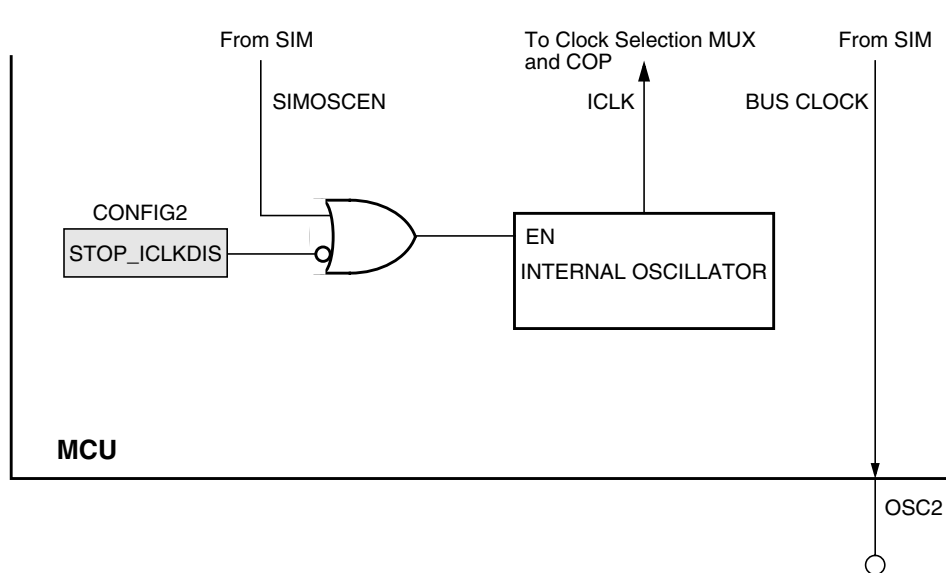 From SIM
To Clock Selection MUX
and COP
From SIM
SIMOSCEN
ICLK
BUS CLOCK
CONFIG2
STOP_ICLKDIS
EN
INTERNAL OSCILLATOR
MCU
OSC2